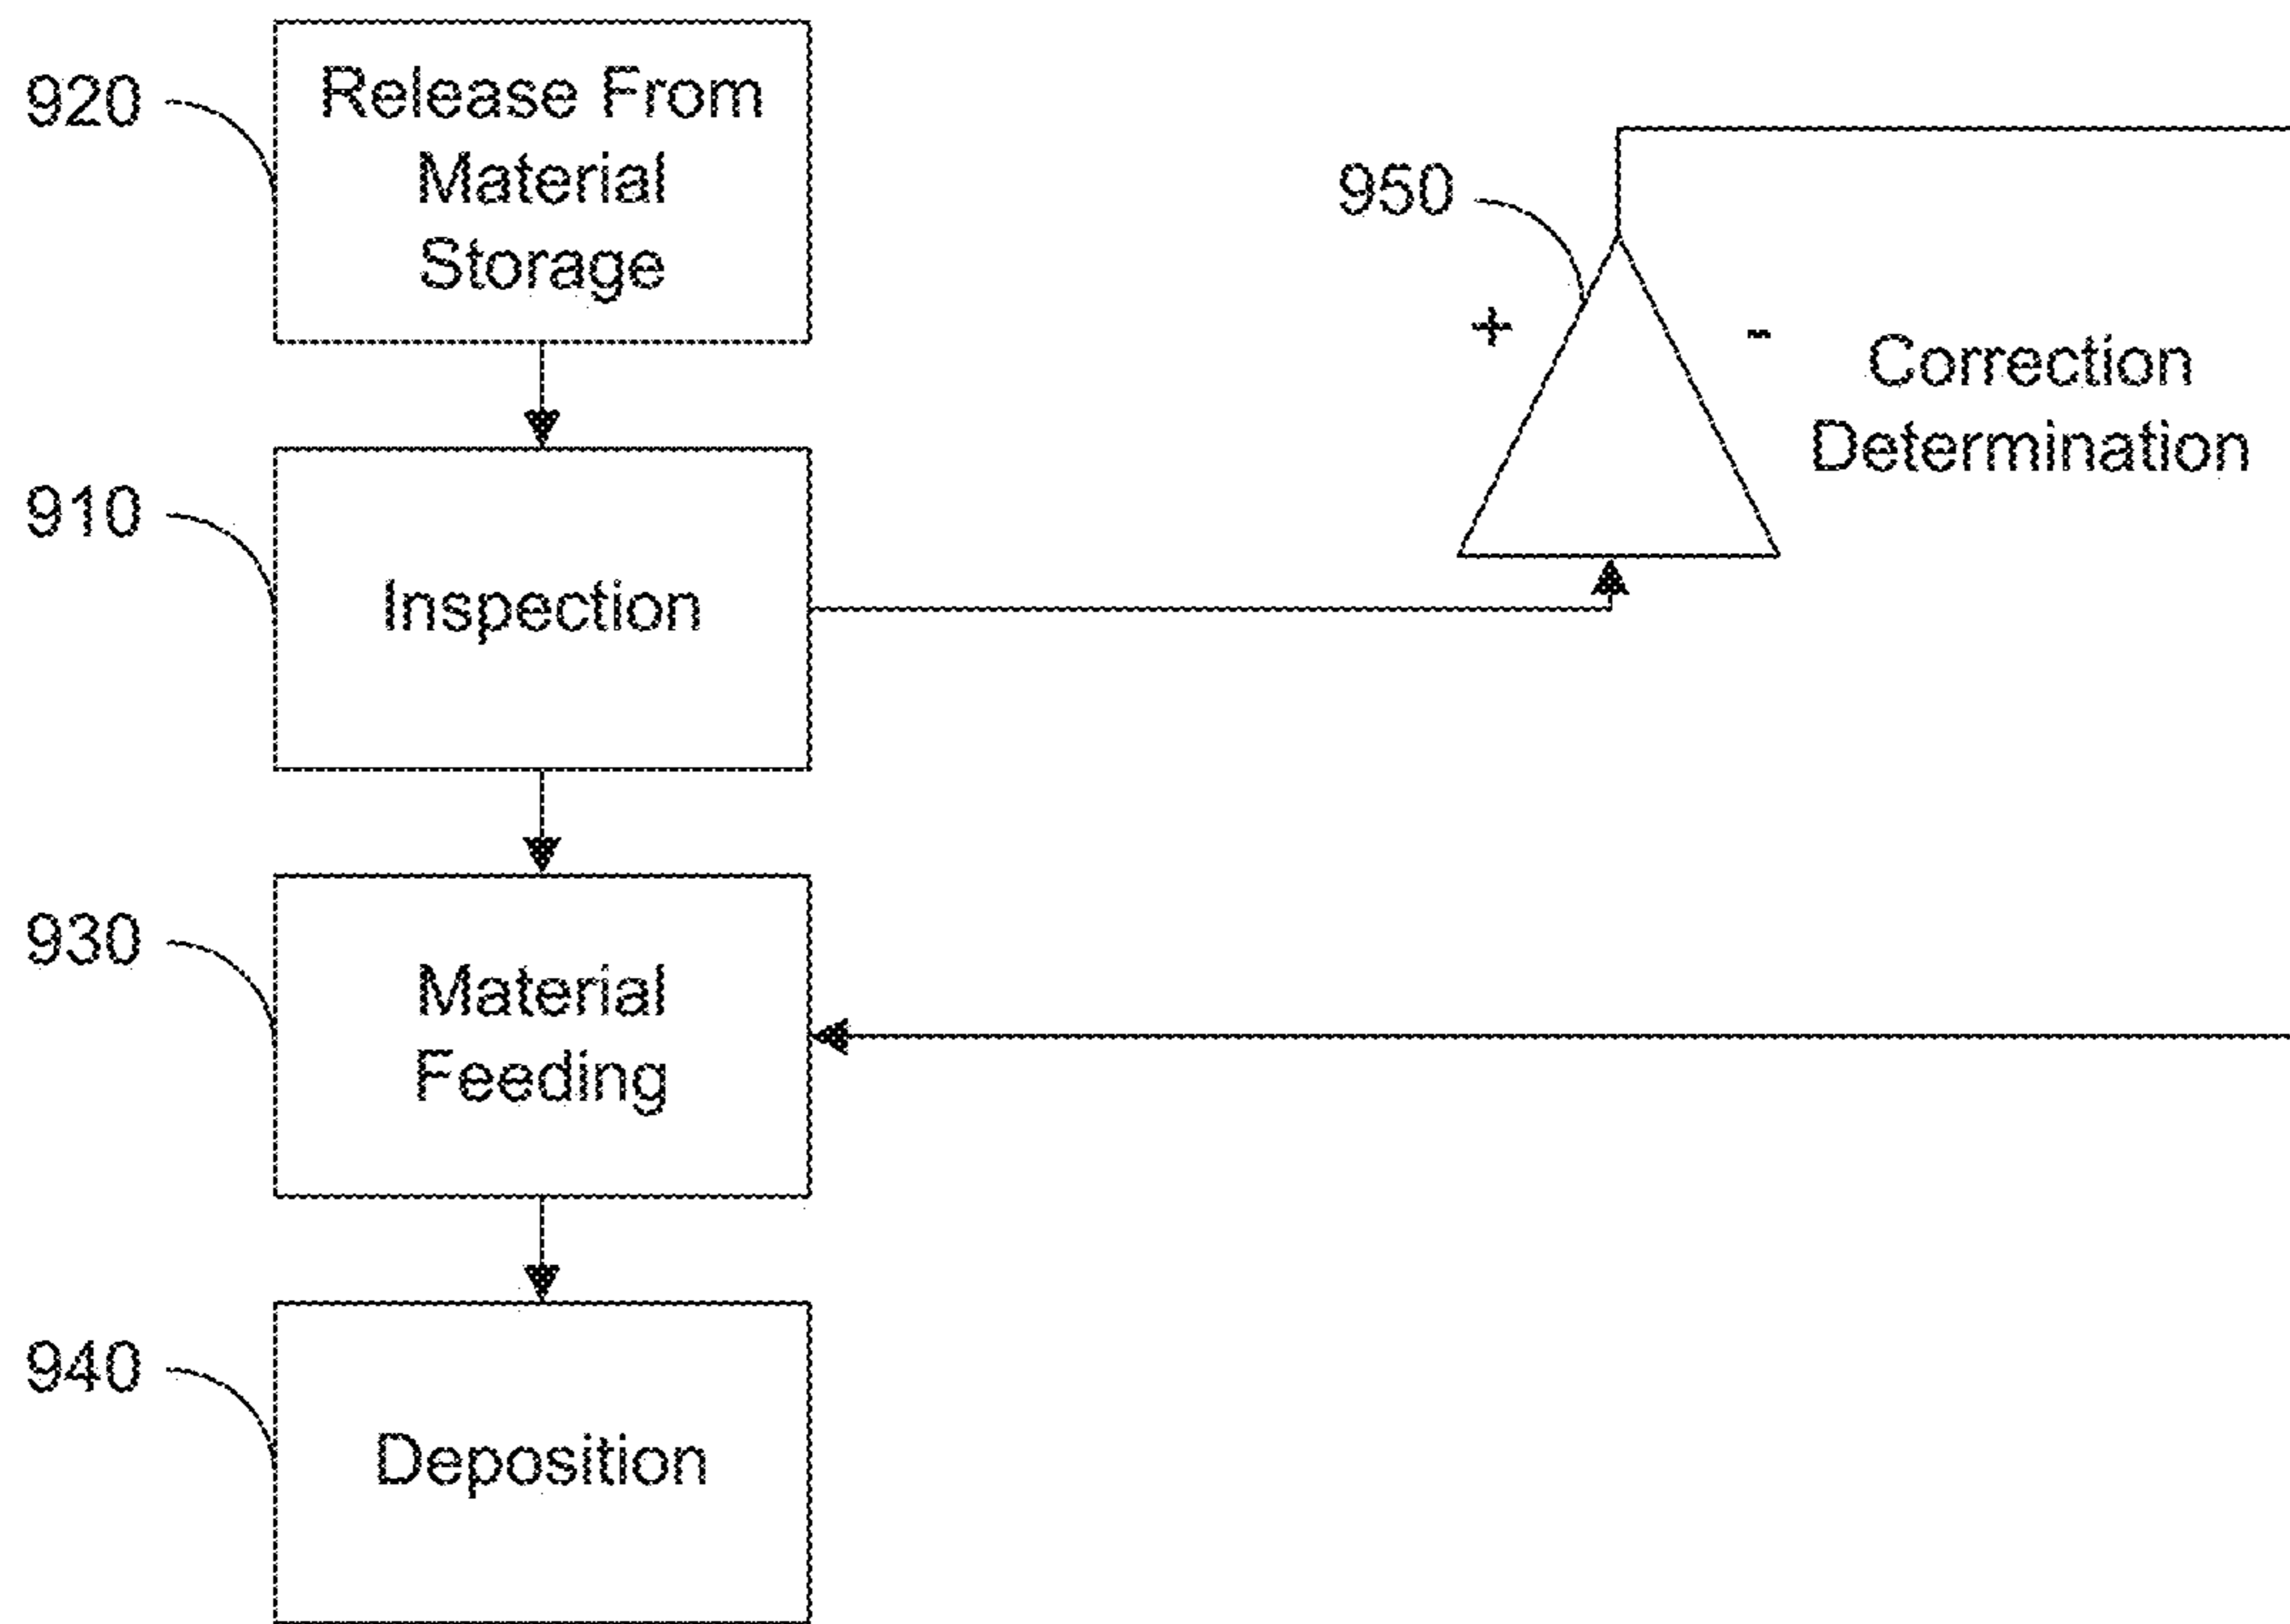 920
Release From
Material
Storage
950
+
-
Correction
Determination
910
Inspection
930
Material
Feeding
940
Deposition